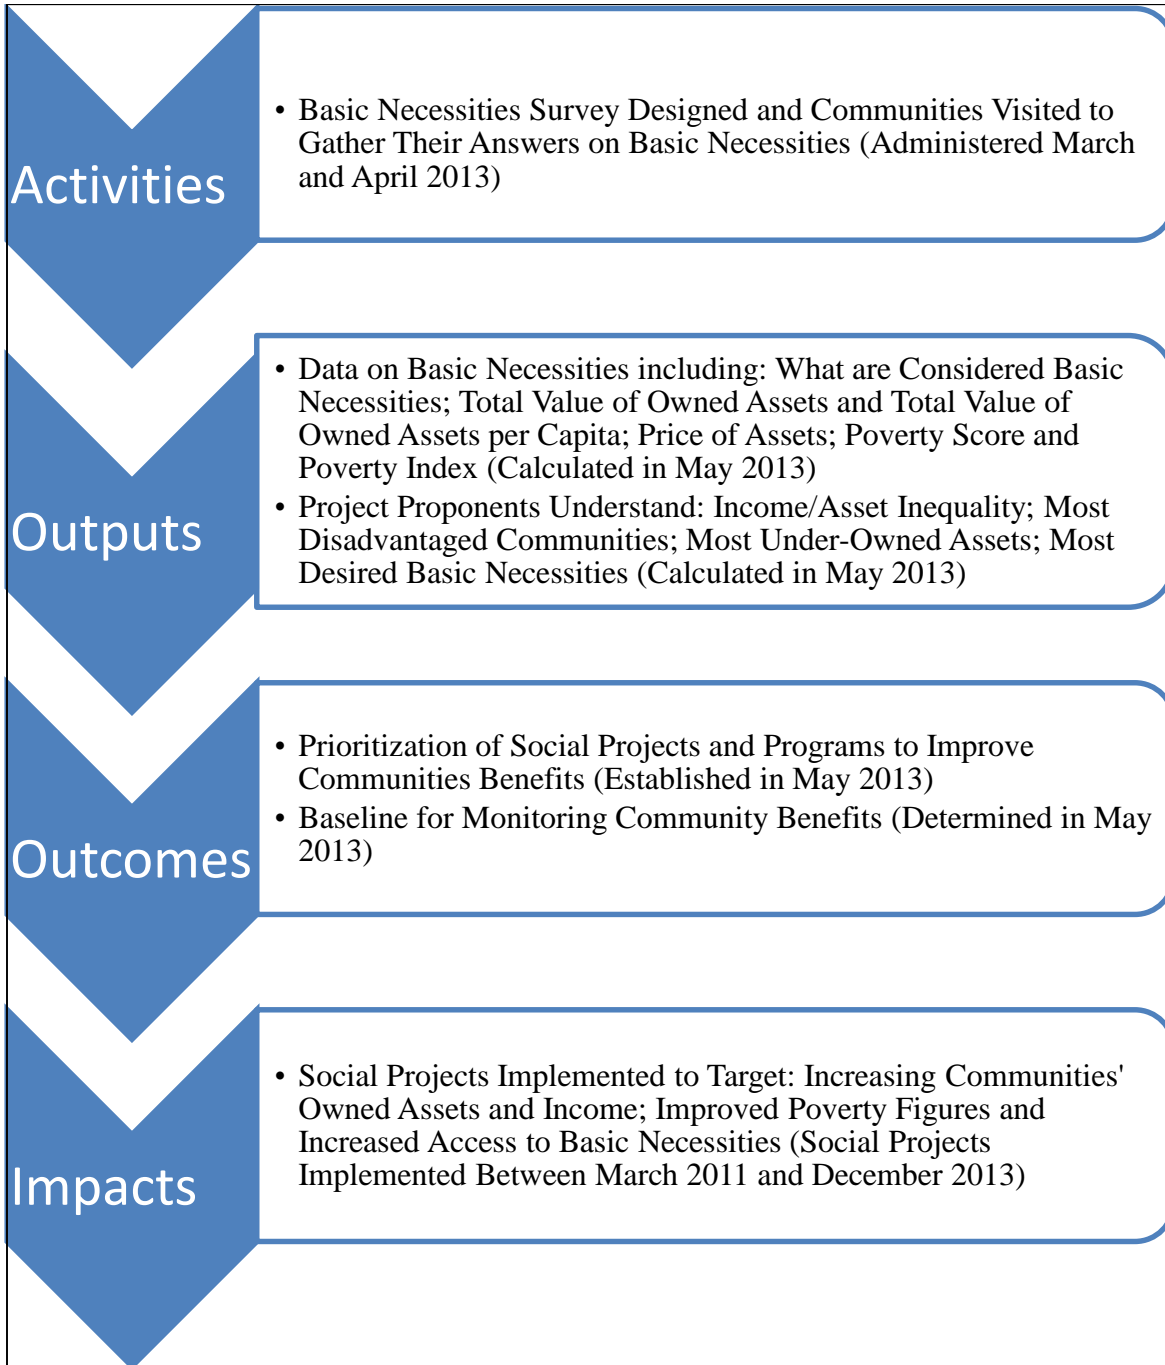 Activities
• Basic Necessities Survey Designed and Communities Visited to
Gather Their Answers on Basic Necessities (Administered March
and April 2013)
Outputs
• Data on Basic Necessities including: What are Considered Basic
Necessities; Total Value of Owned Assets and Total Value of
Owned Assets per Capita; Price of Assets; Poverty Score and
Poverty Index (Calculated in May 2013)
• Project Proponents Understand: Income/Asset Inequality; Most
Disadvantaged Communities; Most Under-Owned Assets; Most
Desired Basic Necessities (Calculated in May 2013)
Outcomes
• Prioritization of Social Projects and Programs to Improve
Communities Benefits (Established in May 2013)
• Baseline for Monitoring Community Benefits (Determined in May
2013)
Impacts
• Social Projects Implemented to Target: Increasing Communities'
Owned Assets and Income; Improved Poverty Figures and
Increased Access to Basic Necessities (Social Projects
Implemented Between March 2011 and December 2013)